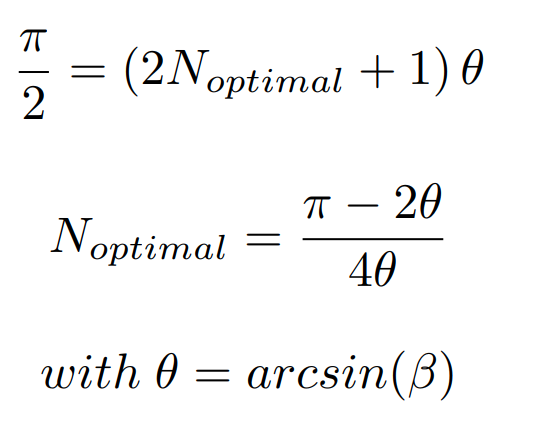 π/2 = (2N_optimal + 1) θ
N_optimal = (π − 2θ)/(4θ)
with θ = arcsin(β)